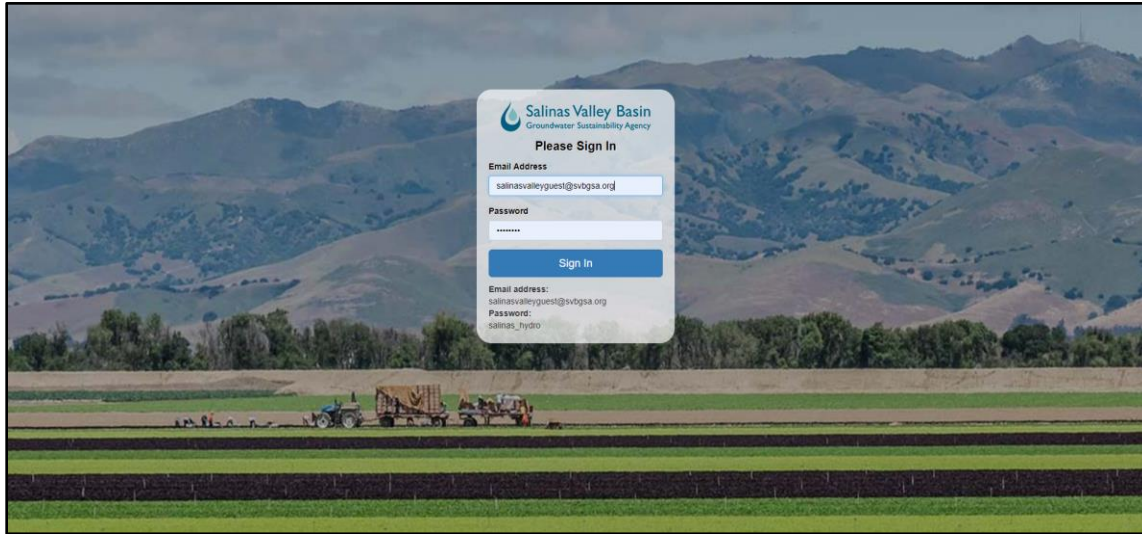 Salinas Valley Basin
Groundwater Sustainability Agency
Please Sign In
Email Address
salinasvalleyguest@svbgsa.org
Password
••••••••
Sign In
Email address:
salinasvalleyguest@svbgsa.org
Password:
salinas_hydro